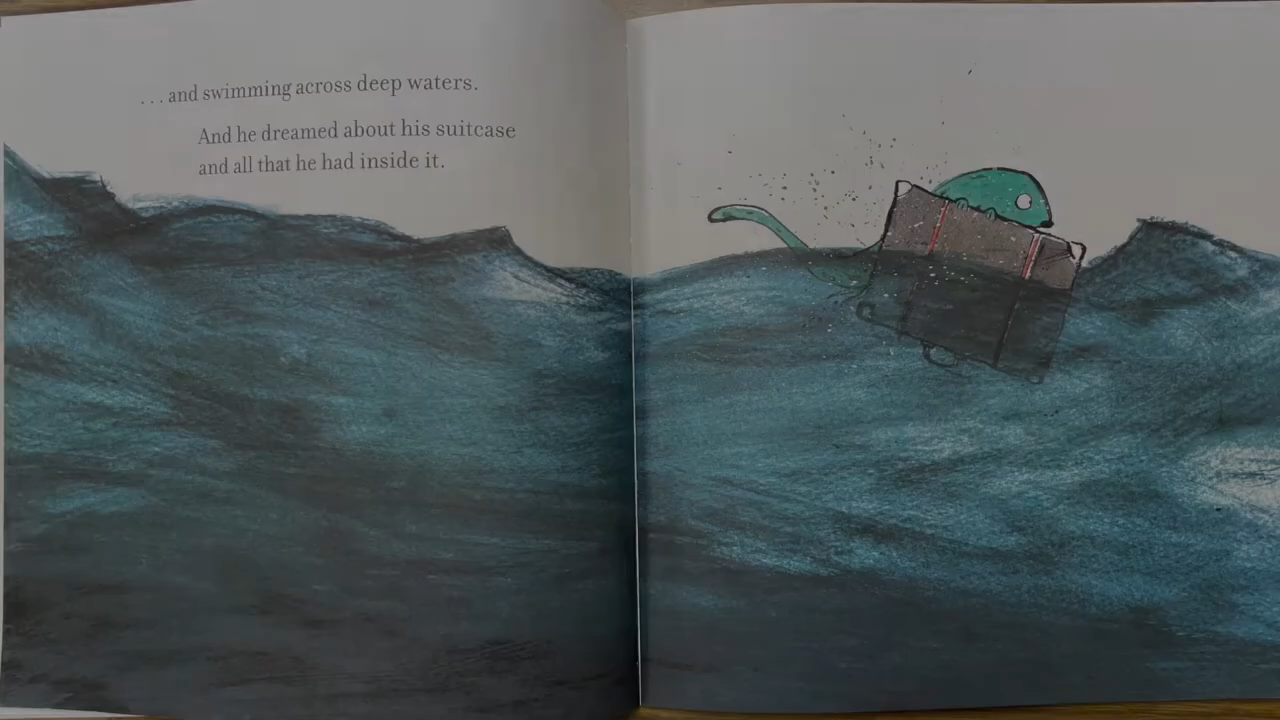 ...and swimming across deep waters.
And he dreamed about his suitcase
and all that he had inside it.